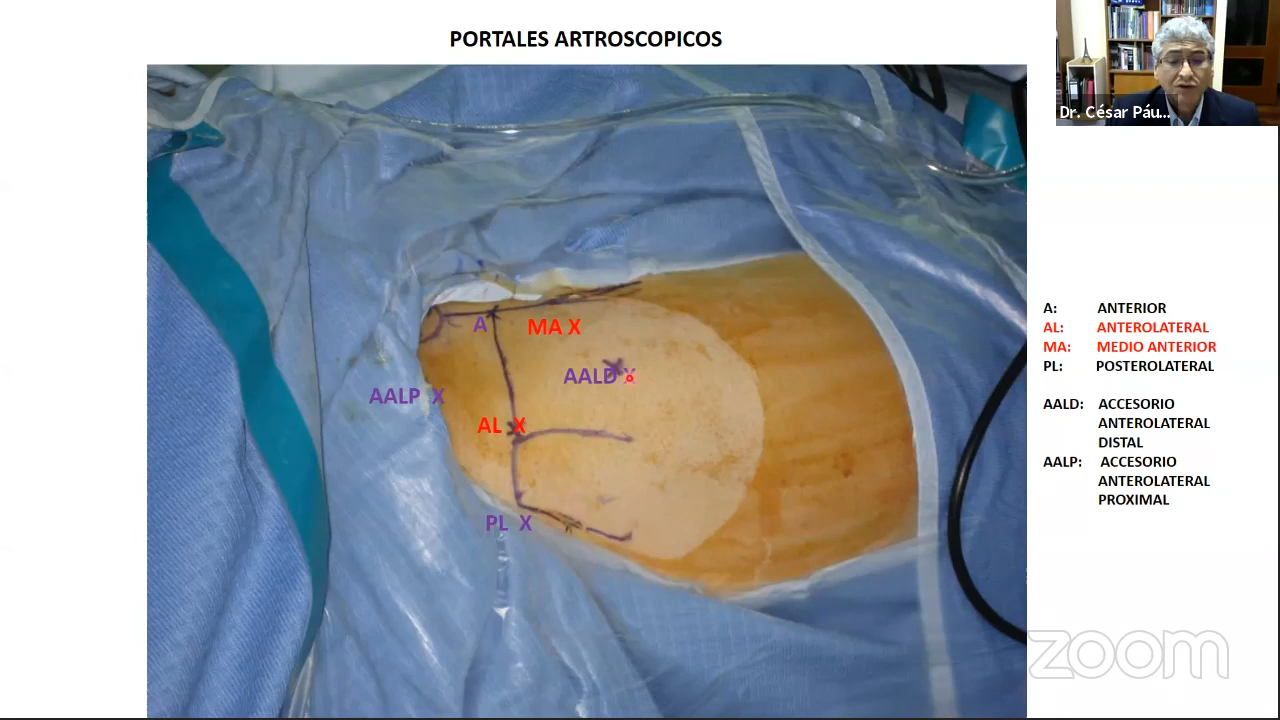 PORTALES ARTROSCOPICOS
Dr. César Páu...
A
MA X
AALD X
AALP X
AL X
PL X
A: ANTERIOR
AL: ANTEROLATERAL
MA: MEDIO ANTERIOR
PL: POSTEROLATERAL
AALD: ACCESORIO
ANTEROLATERAL
DISTAL
AALP: ACCESORIO
ANTEROLATERAL
PROXIMAL
zoom